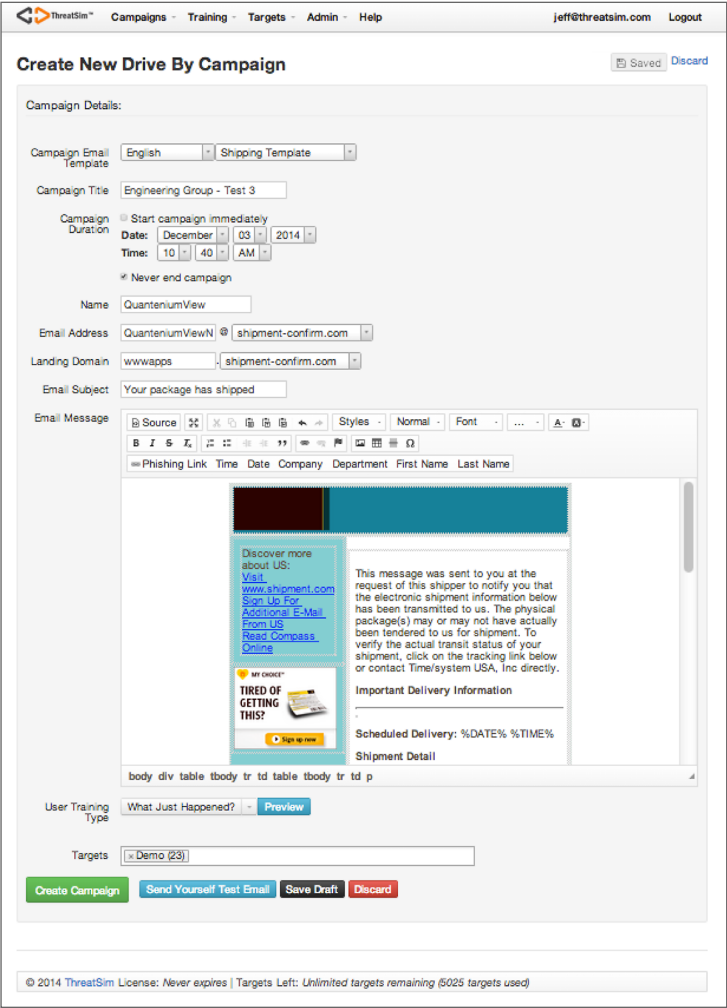 ThreatSim™ Campaigns Training Targets Admin Help jeff@threatsim.com Logout
Create New Drive By Campaign Saved Discard
Campaign Details:
Campaign Email Template English Shipping Template
Campaign Title Engineering Group - Test 3
Campaign Duration Start campaign immediately
Date: December 03 2014
Time: 10 40 AM
Never end campaign
Name QuanteniumView
Email Address QuanteniumViewN @ shipment-confirm.com
Landing Domain wwwapps . shipment-confirm.com
Email Subject Your package has shipped
Email Message
Source Styles Normal Font ... A A
B I S Tx
Phishing Link Time Date Company Department First Name Last Name
Discover more
about US:
Visit
www.shipment.com
Sign Up For
Additional E-Mail
From US
Read Compass
Online
MY CHOICE™
TIRED OF
GETTING
THIS?
Sign up now
This message was sent to you at the
request of this shipper to notify you that
the electronic shipment information below
has been transmitted to us. The physical
package(s) may or may not have actually
been tendered to us for shipment. To
verify the actual transit status of your
shipment, click on the tracking link below
or contact Time/system USA, Inc directly.
Important Delivery Information
.
Scheduled Delivery: %DATE% %TIME%
Shipment Detail
body div table tbody tr td table tbody tr td p
User Training Type What Just Happened? Preview
Targets × Demo (23)
Create Campaign Send Yourself Test Email Save Draft Discard
© 2014 ThreatSim License: Never expires | Targets Left: Unlimited targets remaining (5025 targets used)